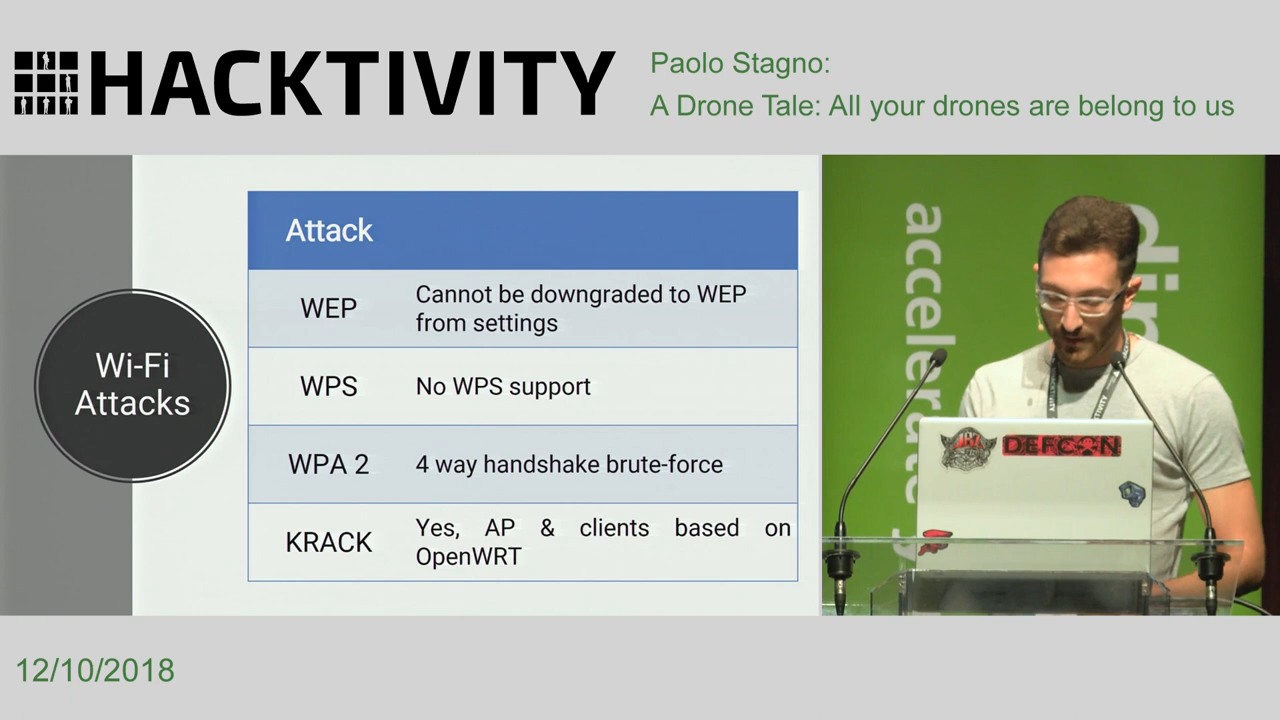 HACKTIVITY
Paolo Stagno:
A Drone Tale: All your drones are belong to us
Wi-Fi
Attacks
Attack
WEP
Cannot be downgraded to WEP
from settings
WPS
No WPS support
WPA 2
4 way handshake brute-force
KRACK
Yes, AP & clients based on
OpenWRT
DEFCON
12/10/2018